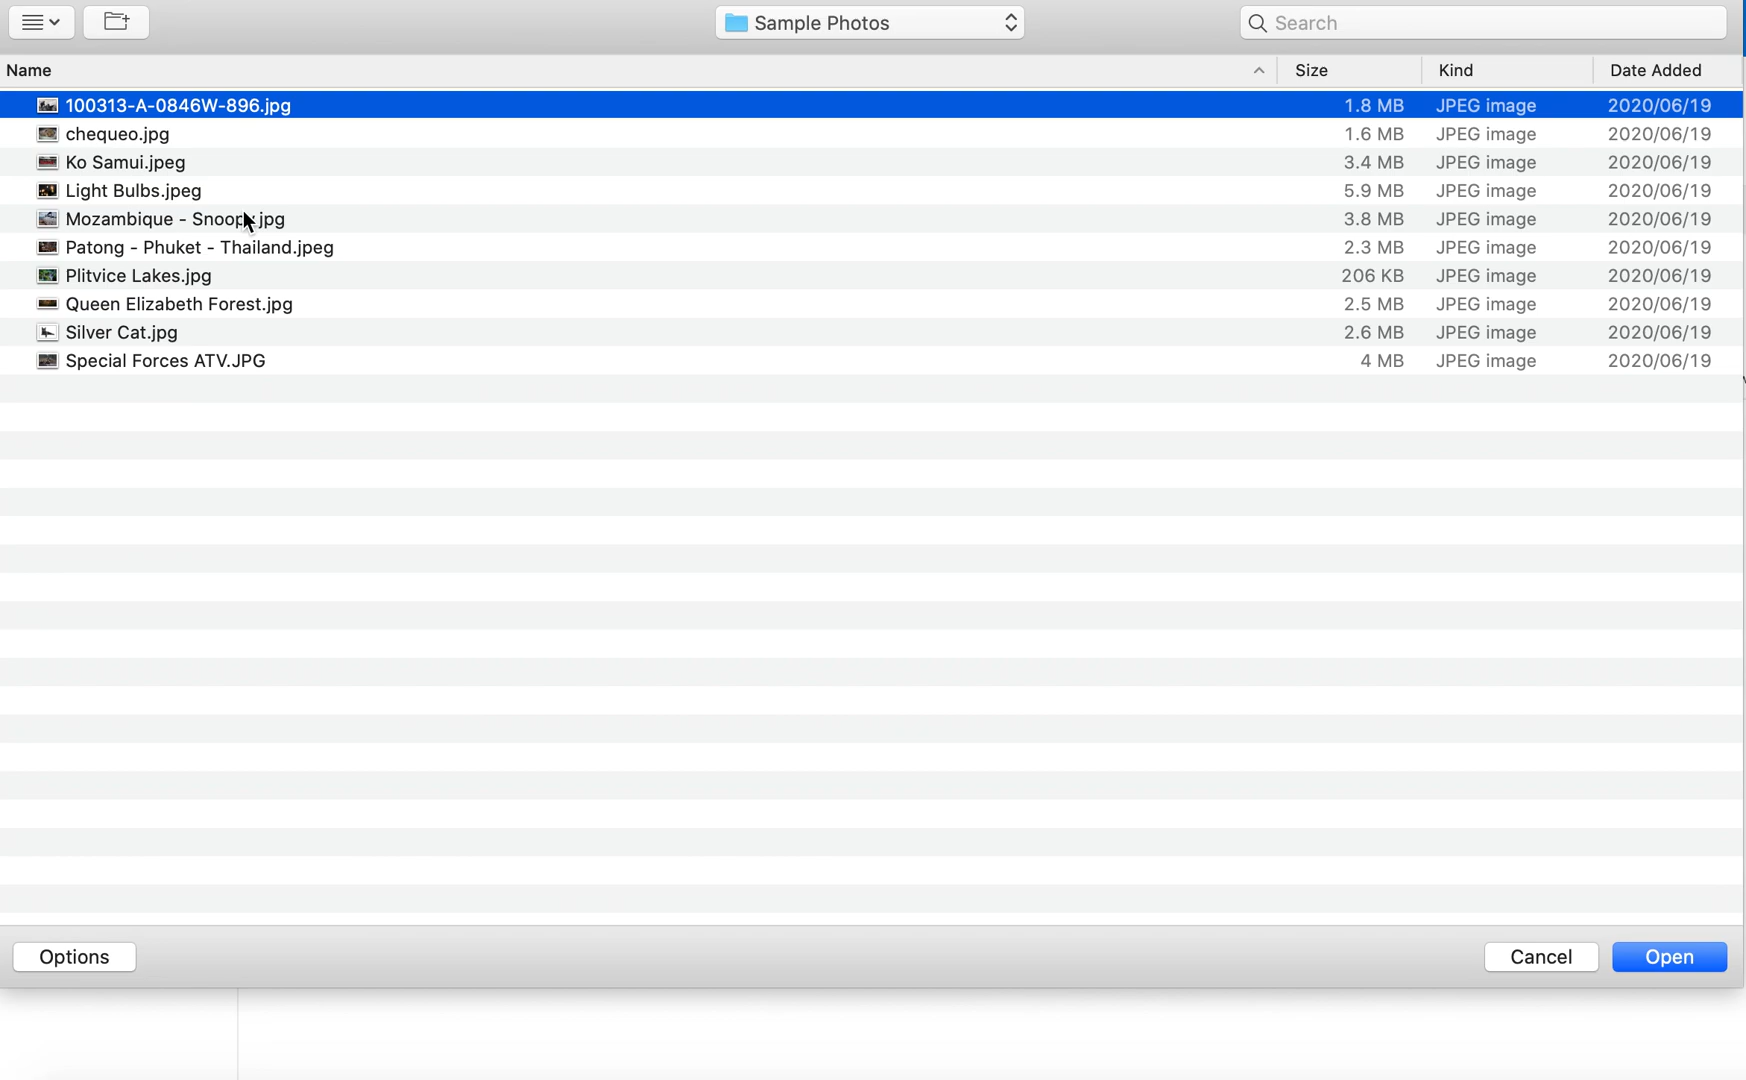 Sample Photos
Search
Name Size Kind Date Added
100313-A-0846W-896.jpg 1.8 MB JPEG image 2020/06/19
chequeo.jpg 1.6 MB JPEG image 2020/06/19
Ko Samui.jpeg 3.4 MB JPEG image 2020/06/19
Light Bulbs.jpeg 5.9 MB JPEG image 2020/06/19
Mozambique - Snoopy.jpg 3.8 MB JPEG image 2020/06/19
Patong - Phuket - Thailand.jpeg 2.3 MB JPEG image 2020/06/19
Plitvice Lakes.jpg 206 KB JPEG image 2020/06/19
Queen Elizabeth Forest.jpg 2.5 MB JPEG image 2020/06/19
Silver Cat.jpg 2.6 MB JPEG image 2020/06/19
Special Forces ATV.JPG 4 MB JPEG image 2020/06/19
Options Cancel Open